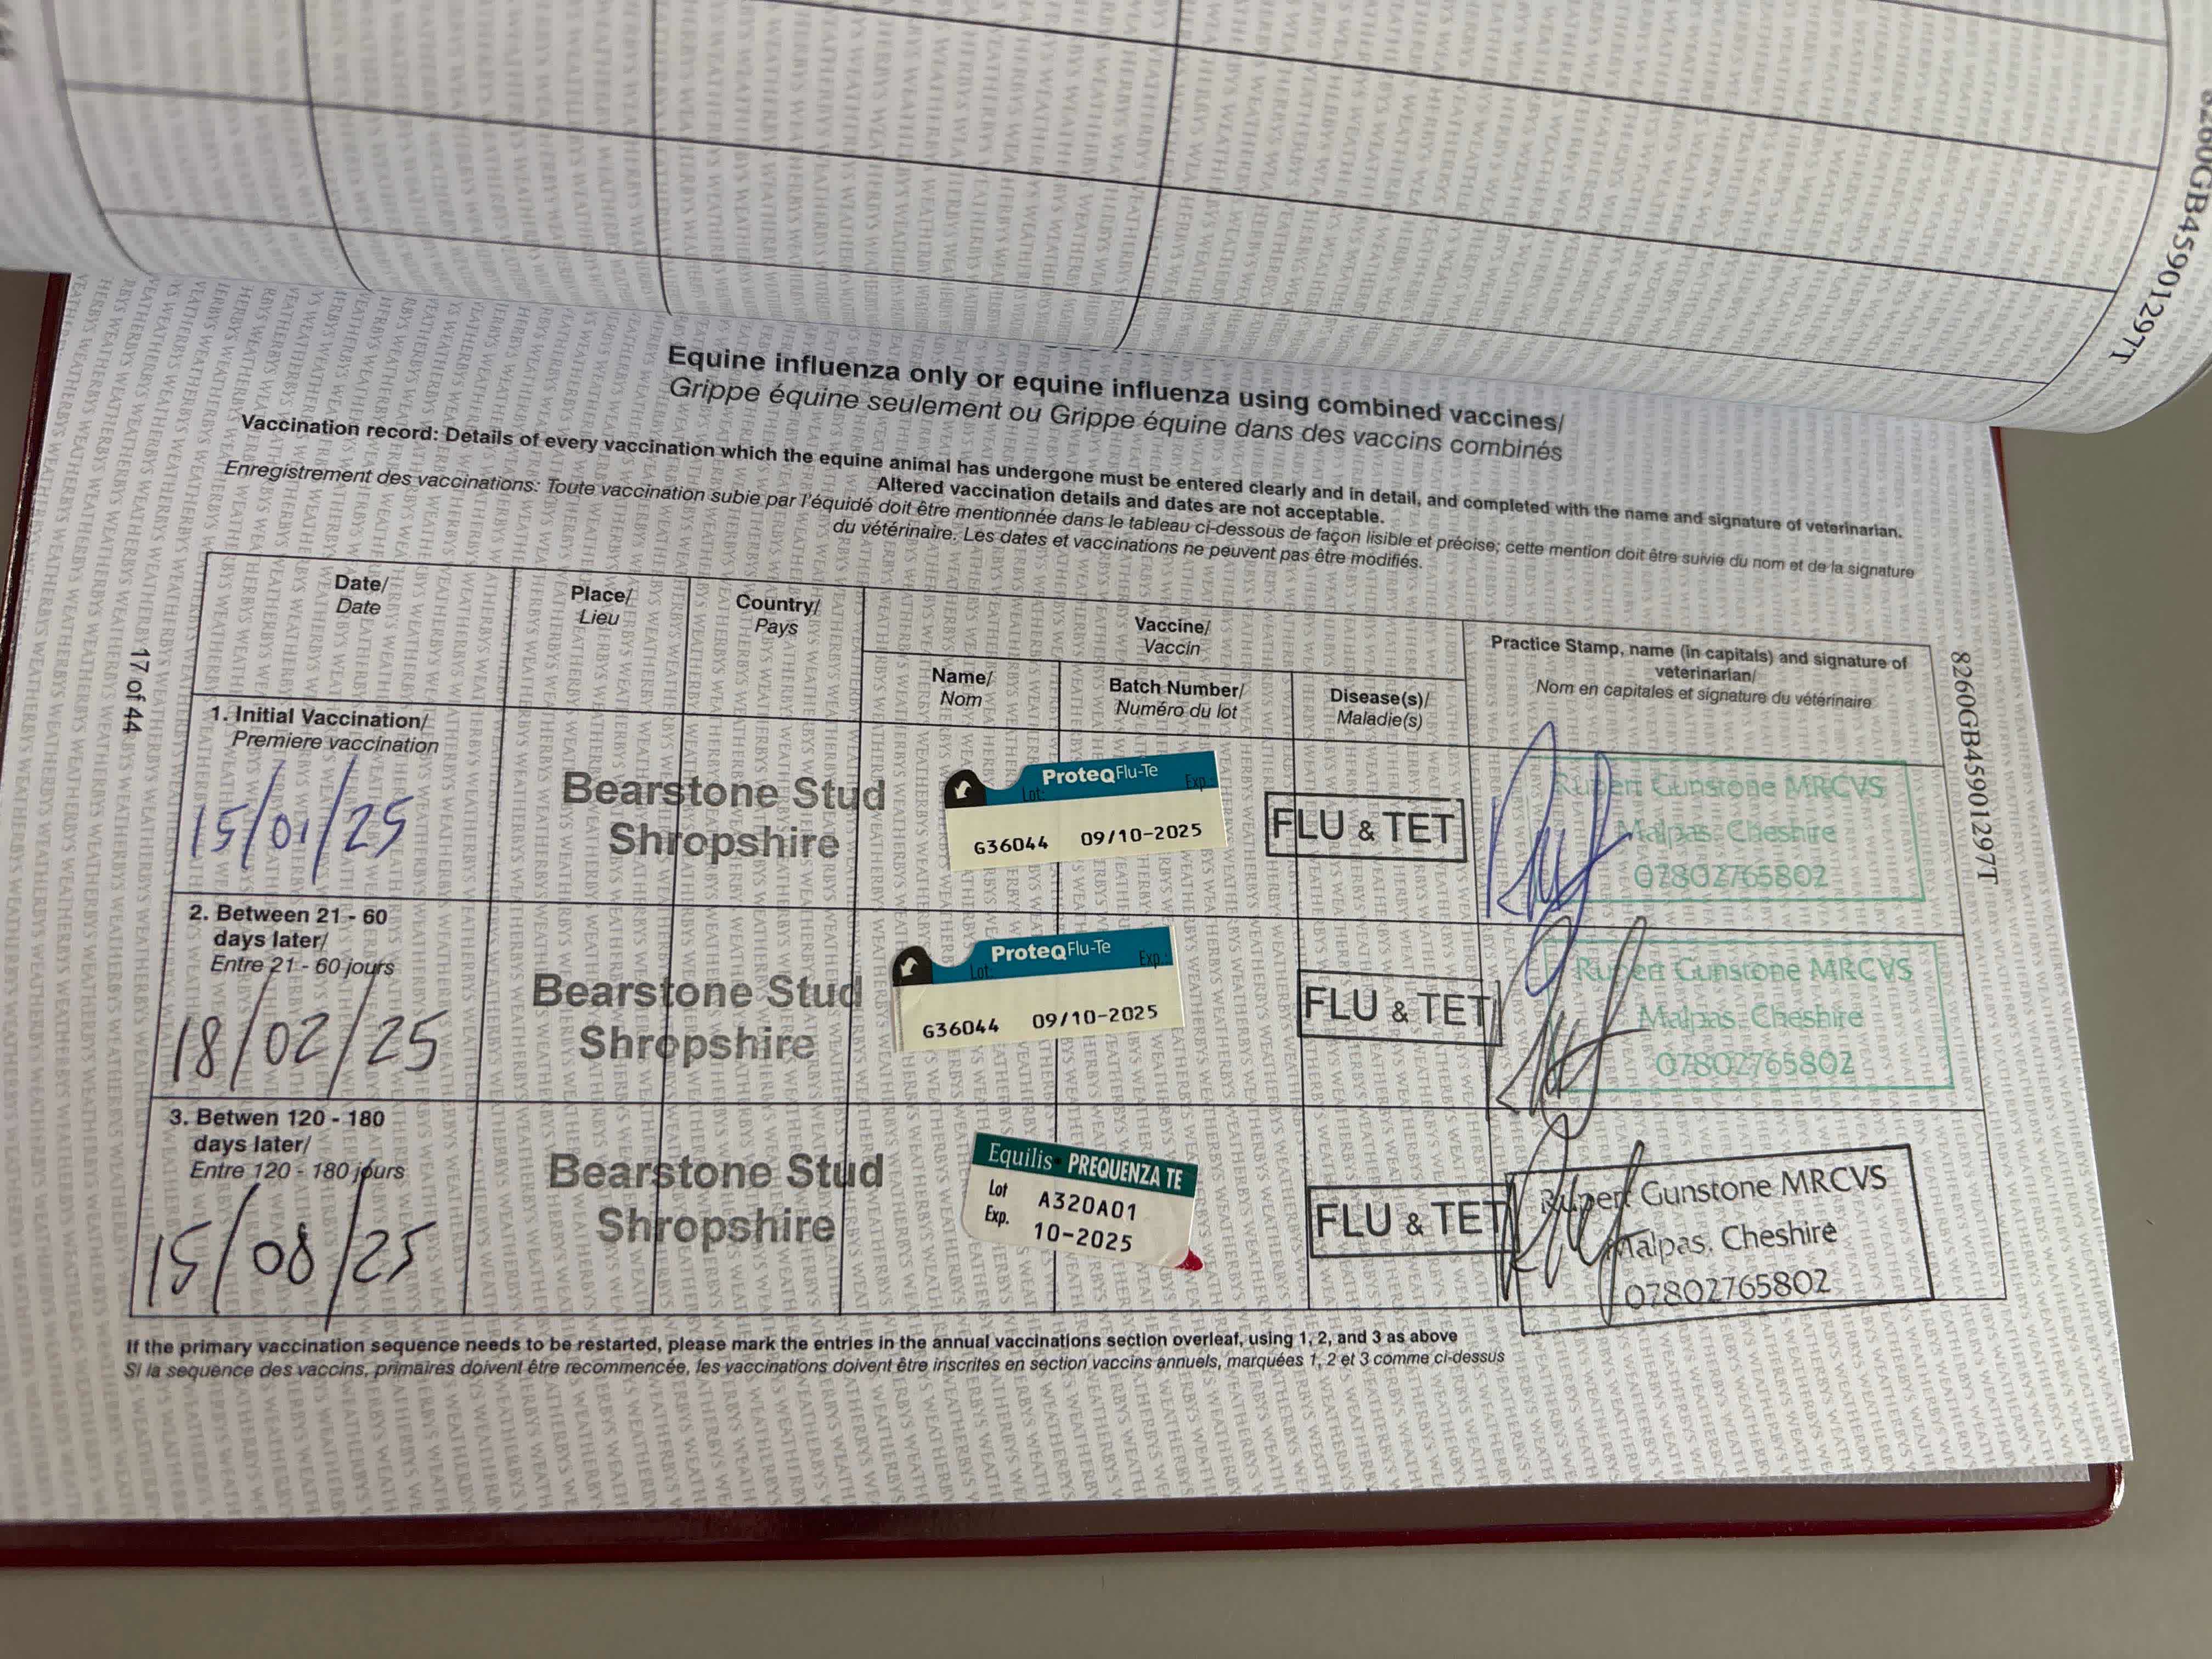 8260GB459012971T
Equine influenza only or equine influenza using combined vaccines/
Grippe équine seulement ou Grippe équine dans des vaccins combinés
Vaccination record: Details of every vaccination which the equine animal has undergone must be entered clearly and in detail, and completed with the name and signature of veterinarian.
Altered vaccination details and dates are not acceptable.
Enregistrement des vaccinations: Toute vaccination subie par l'équidé doit être mentionnée dans le tableau ci-dessous de façon lisible et précise; cette mention doit être suivie du nom et de la signature
du vétérinaire. Les dates et vaccinations ne peuvent pas être modifiés.
Date/
Date
Place/
Lieu
Country/
Pays
Vaccine/
Vaccin
Name/
Nom
Batch Number/
Numéro du lot
Disease(s)/
Maladie(s)
Practice Stamp, name (in capitals) and signature of
veterinarian/
Nom en capitales et signature du vétérinaire
1. Initial Vaccination/
Premiere vaccination
15/01/25
Bearstone Stud
Shropshire
ProteqFlu-Te
Lot: Exp.:
G36044 09/10-2025
FLU & TET
Rupert Gunstone MRCVS
Malpas, Cheshire
07802765802
2. Between 21 - 60
days later/
Entre 21 - 60 jours
18/02/25
Bearstone Stud
Shropshire
ProteqFlu-Te
Lot: Exp.:
G36044 09/10-2025
FLU & TET
Rupert Gunstone MRCVS
Malpas, Cheshire
07802765802
3. Betwen 120 - 180
days later/
Entre 120 - 180 jours
15/08/25
Bearstone Stud
Shropshire
Equilis PREQUENZA TE
Lot A320A01
Exp. 10-2025
FLU & TET
Rupert Gunstone MRCVS
Malpas, Cheshire
07802765802
If the primary vaccination sequence needs to be restarted, please mark the entries in the annual vaccinations section overleaf, using 1, 2, and 3 as above
Si la sequence des vaccins, primaires doivent être recommencée, les vaccinations doivent être inscrites en section vaccins annuels, marquées 1, 2 et 3 comme ci-dessus
17 of 44
8260GB459012971T